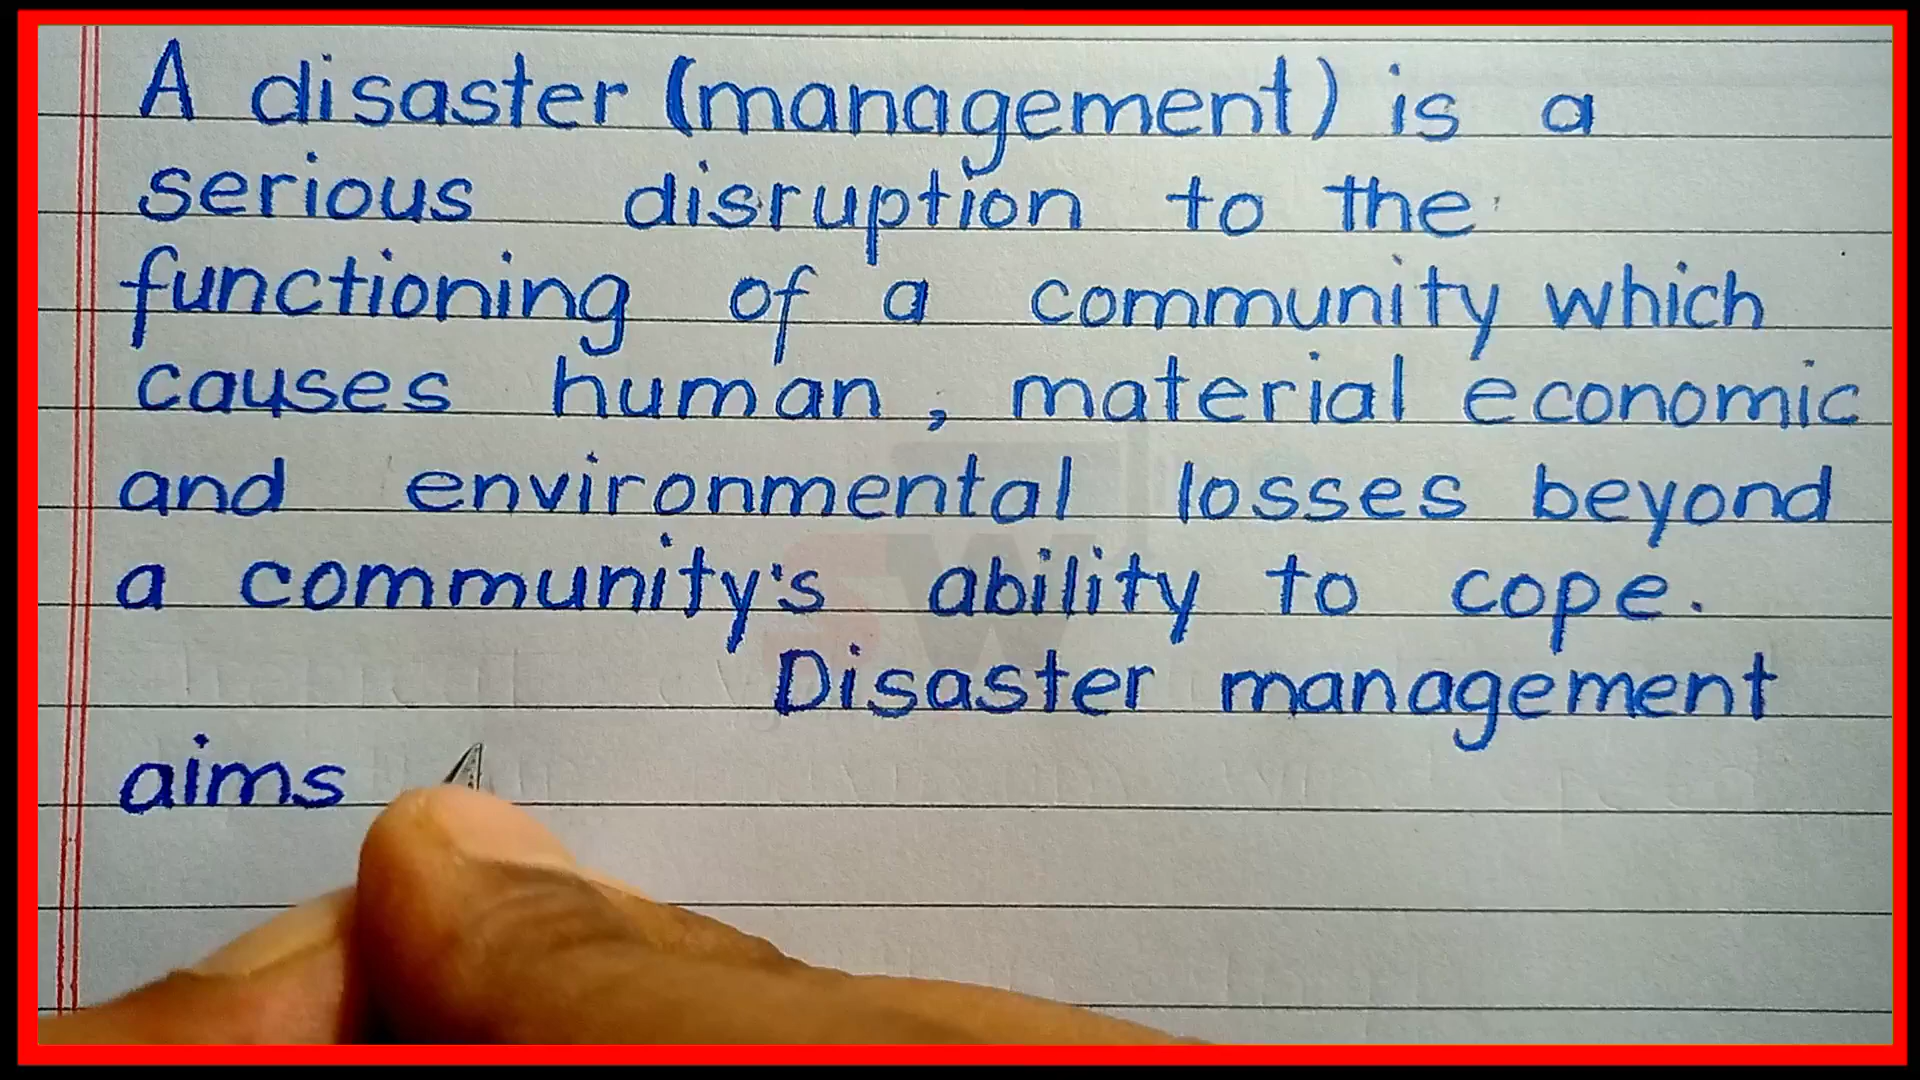 A disaster (management) is a
serious disruption to the
functioning of a community which
causes human, material economic
and environmental losses beyond
a community's ability to cope.
Disaster management
aims